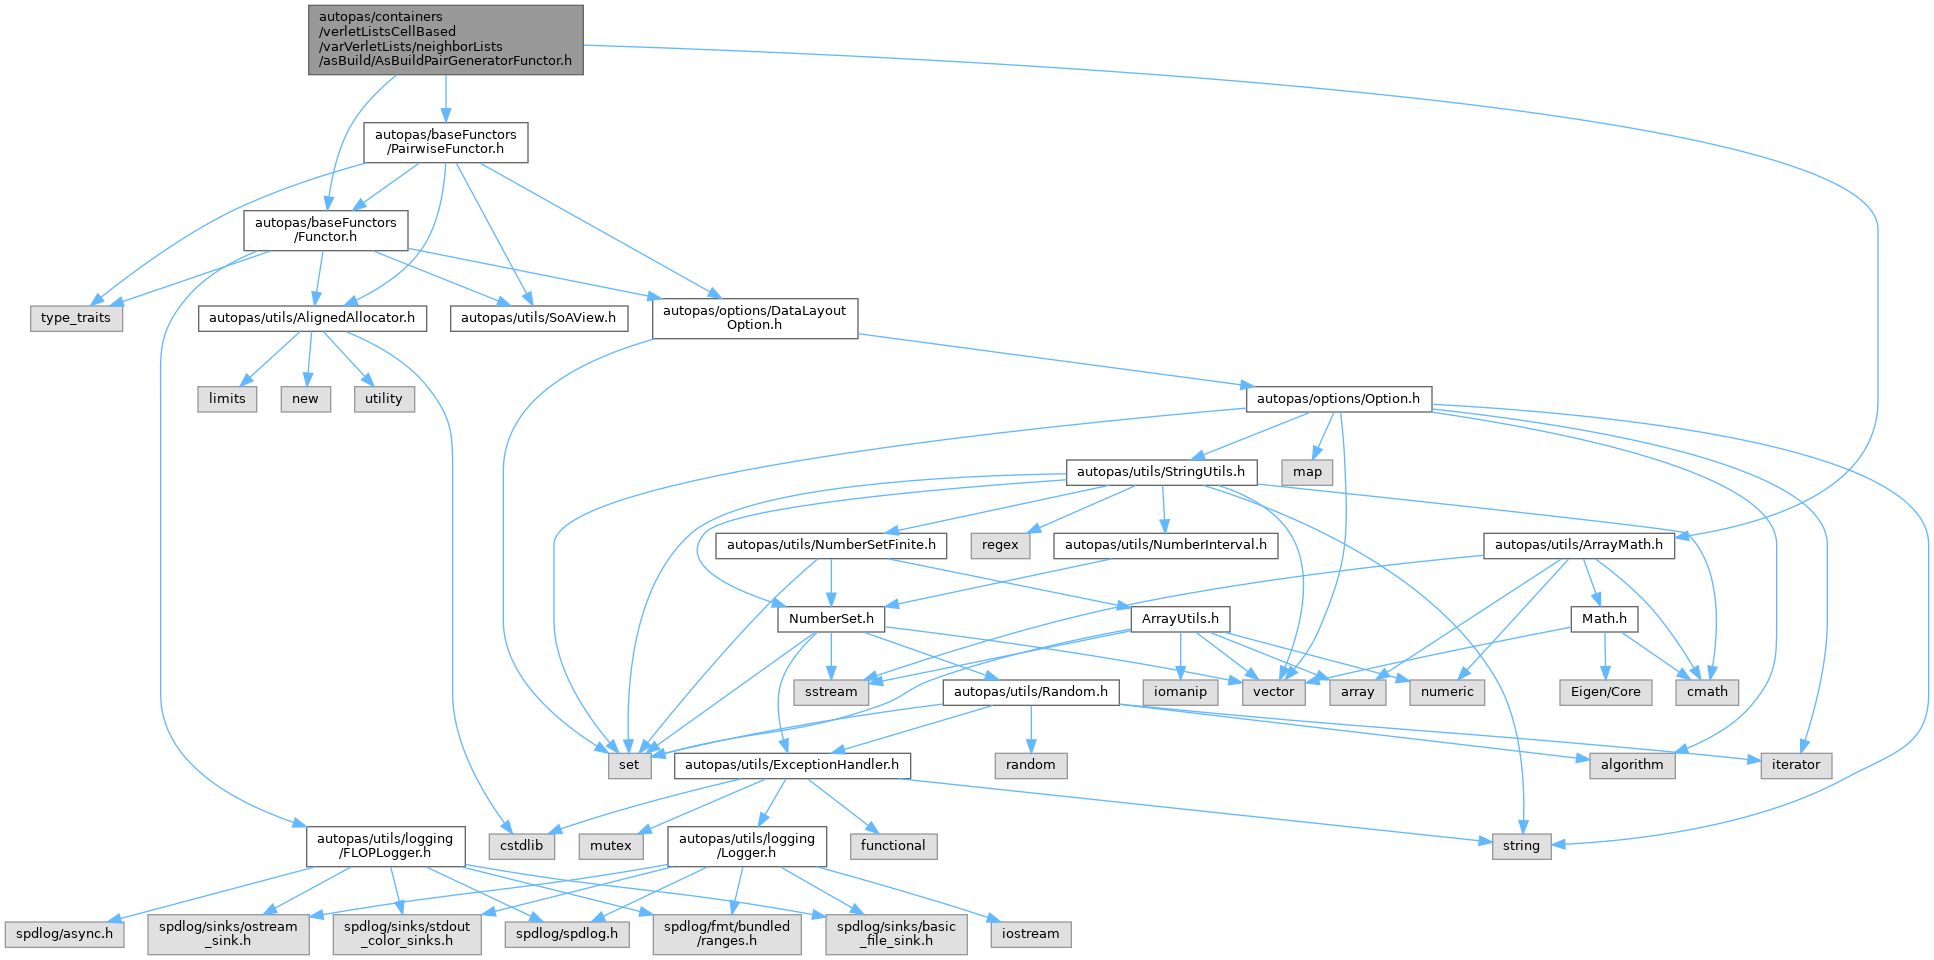 autopas/containers
/verletListsCellBased
/varVerletLists/neighborLists
/asBuild/AsBuildPairGeneratorFunctor.h
autopas/baseFunctors
/PairwiseFunctor.h
autopas/baseFunctors
/Functor.h
type_traits
autopas/utils/AlignedAllocator.h
autopas/utils/SoAView.h
autopas/options/DataLayout
Option.h
limits
new
utility
autopas/options/Option.h
autopas/utils/StringUtils.h
map
autopas/utils/NumberSetFinite.h
regex
autopas/utils/NumberInterval.h
autopas/utils/ArrayMath.h
NumberSet.h
ArrayUtils.h
Math.h
sstream
autopas/utils/Random.h
iomanip
vector
array
numeric
Eigen/Core
cmath
set
autopas/utils/ExceptionHandler.h
random
algorithm
iterator
autopas/utils/logging
/FLOPLogger.h
cstdlib
mutex
autopas/utils/logging
/Logger.h
functional
string
spdlog/async.h
spdlog/sinks/ostream
_sink.h
spdlog/sinks/stdout
_color_sinks.h
spdlog/spdlog.h
spdlog/fmt/bundled
/ranges.h
spdlog/sinks/basic
_file_sink.h
iostream